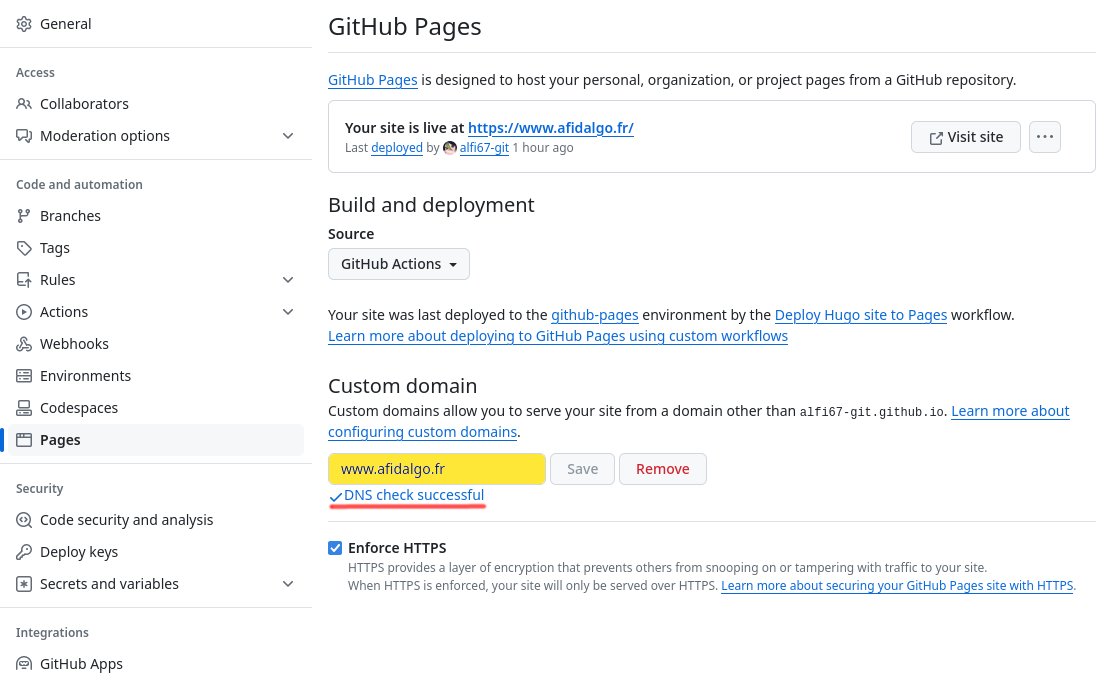 General
Access
Collaborators
Moderation options
Code and automation
Branches
Tags
Rules
Actions
Webhooks
Environments
Codespaces
Pages
Security
Code security and analysis
Deploy keys
Secrets and variables
Integrations
GitHub Apps
GitHub Pages
GitHub Pages is designed to host your personal, organization, or project pages from a GitHub repository.
Your site is live at https://www.afidalgo.fr/
Last deployed by alfi67-git 1 hour ago
Visit site
Build and deployment
Source
GitHub Actions
Your site was last deployed to the github-pages environment by the Deploy Hugo site to Pages workflow.
Learn more about deploying to GitHub Pages using custom workflows
Custom domain
Custom domains allow you to serve your site from a domain other than alfi67-git.github.io. Learn more about
configuring custom domains.
www.afidalgo.fr
Save
Remove
DNS check successful
Enforce HTTPS
HTTPS provides a layer of encryption that prevents others from snooping on or tampering with traffic to your site.
When HTTPS is enforced, your site will only be served over HTTPS. Learn more about securing your GitHub Pages site with HTTPS.